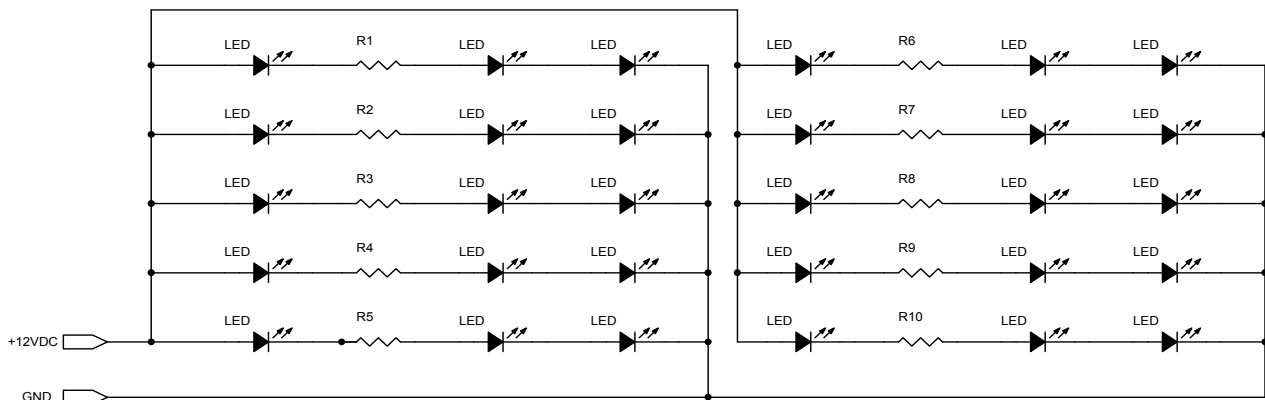 LED R1 LED LED LED R6 LED LED
LED R2 LED LED LED R7 LED LED
LED R3 LED LED LED R8 LED LED
LED R4 LED LED LED R9 LED LED
LED R5 LED LED LED R10 LED LED
+12VDC
GND